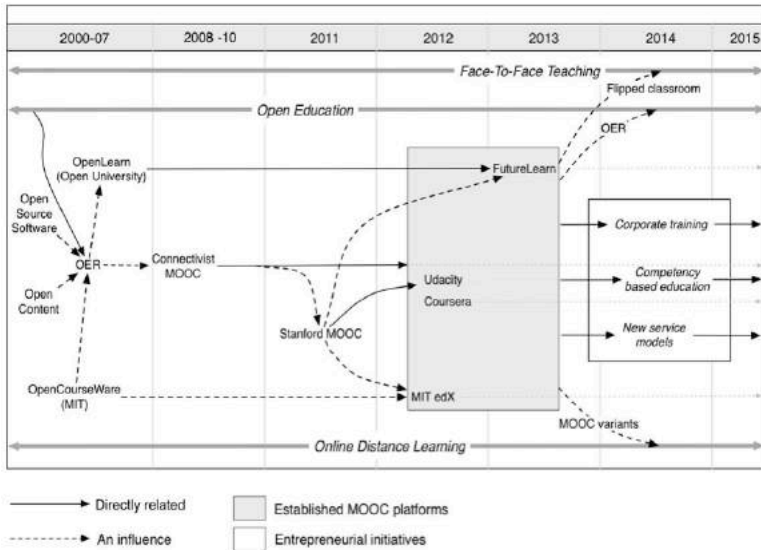 2000-07
2008 -10
2011
2012
2013
2014
2015
Face-To-Face Teaching
Flipped classroom
Open Education
OER
OpenLearn
(Open University)
FutureLearn
Open
Source
Software
Corporate training
OER
Connectivist
MOOC
Udacity
Competency
based education
Open
Content
Coursera
Stanford MOOC
New service
models
OpenCourseWare
(MIT)
MIT edX
MOOC variants
Online Distance Learning
Directly related
Established MOOC platforms
An influence
Entrepreneurial initiatives